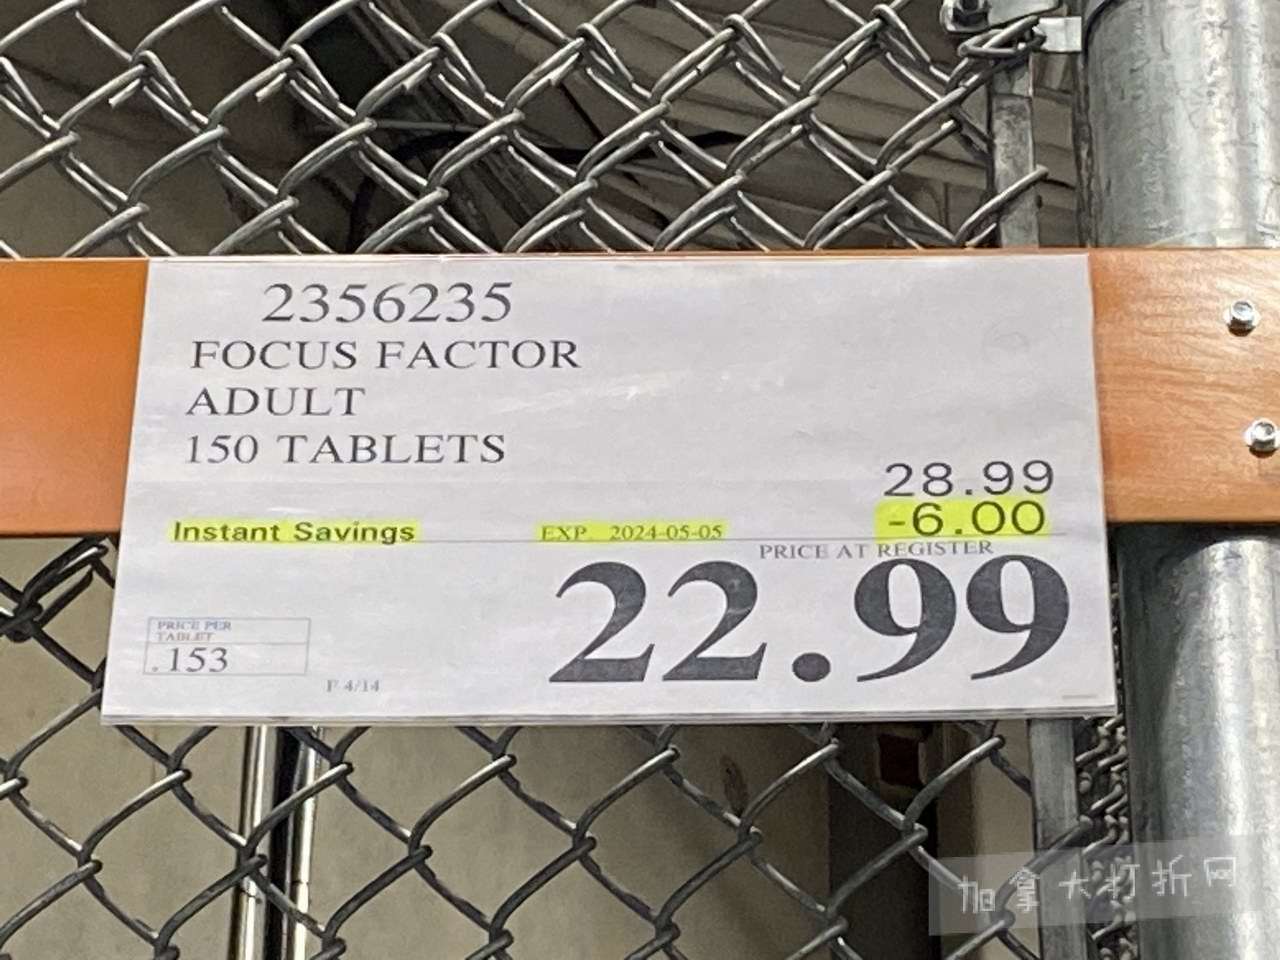 2356235
FOCUS FACTOR
ADULT
150 TABLETS
28.99
Instant Savings EXP 2024-05-05 -6.00
PRICE AT REGISTER
22.99
PRICE PER
TABLET
.153
F 4/14
加拿大打折网